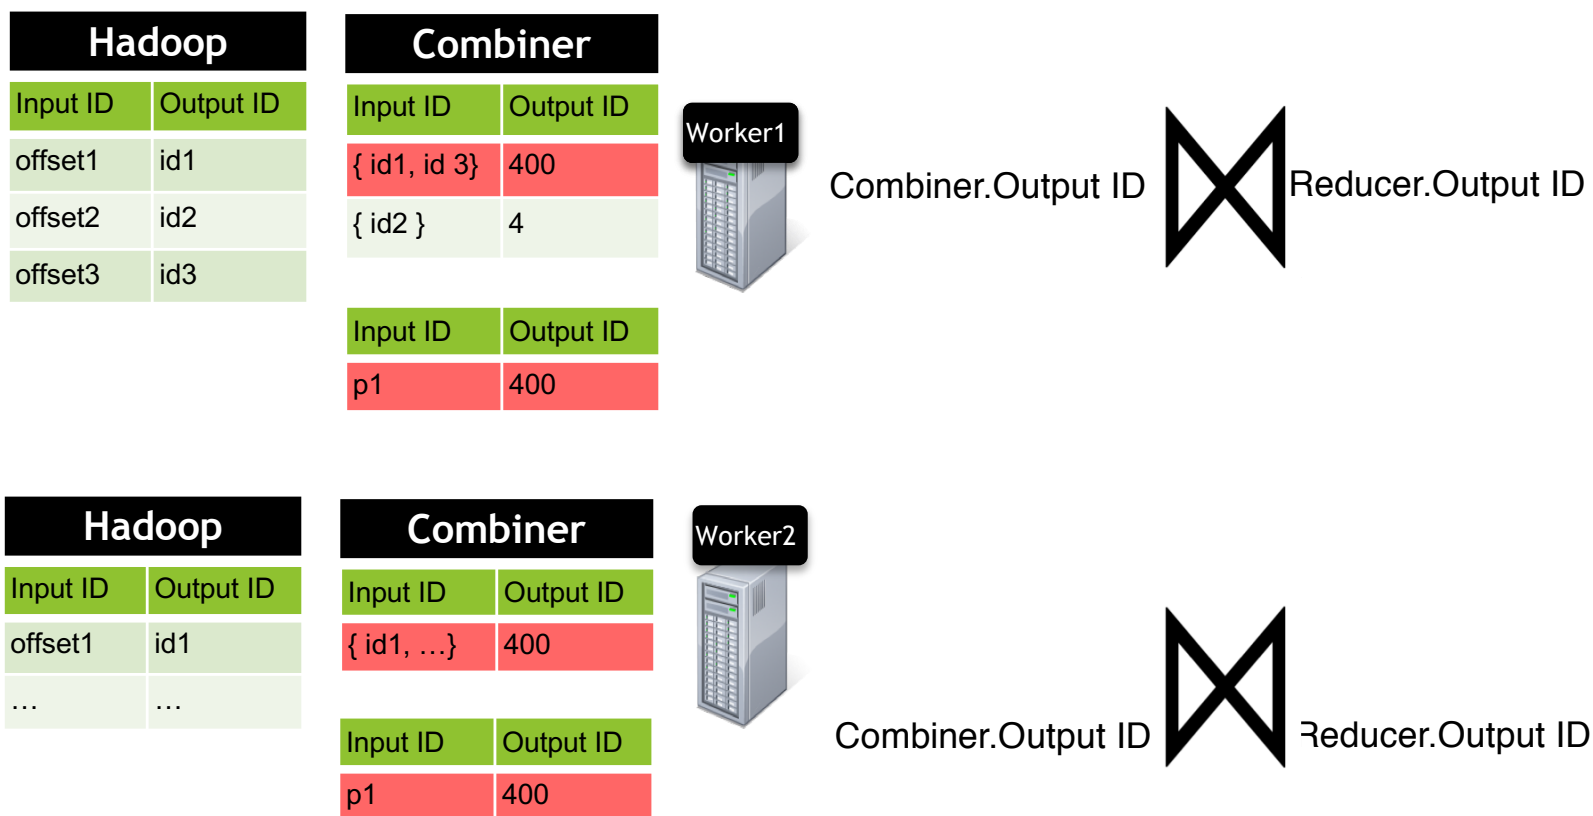 Hadoop
Input ID Output ID
offset1 id1
offset2 id2
offset3 id3
Combiner
Input ID Output ID
{ id1, id 3} 400
{ id2 } 4
Input ID Output ID
p1 400
Worker1
Combiner.Output ID Reducer.Output ID
Hadoop
Input ID Output ID
offset1 id1
… …
Combiner
Input ID Output ID
{ id1, …} 400
Input ID Output ID
p1 400
Worker2
Combiner.Output ID Reducer.Output ID